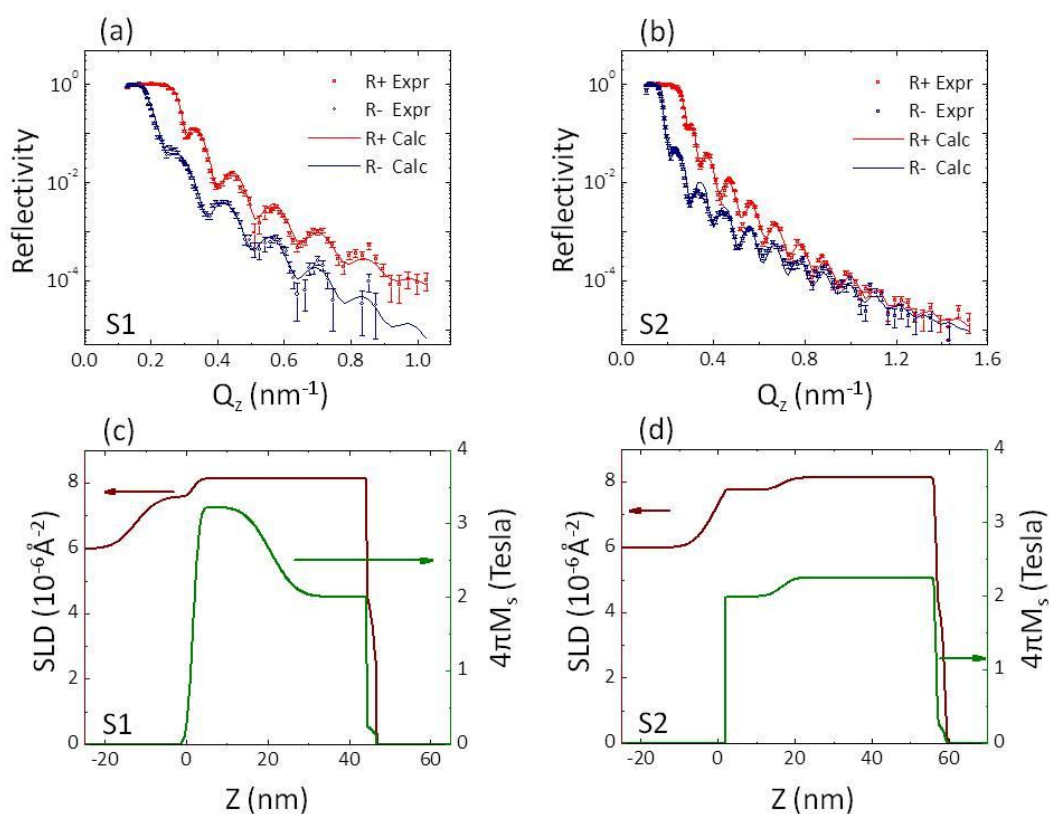 (a)
Reflectivity
10⁰
10⁻²
10⁻⁴
R+ Expr
R- Expr
R+ Calc
R- Calc
S1
0.0 0.2 0.4 0.6 0.8 1.0
Q_z (nm⁻¹)
(b)
Reflectivity
10⁰
10⁻²
10⁻⁴
R+ Expr
R- Expr
R+ Calc
R- Calc
S2
0.0 0.4 0.8 1.2 1.6
Q_z (nm⁻¹)
(c)
SLD (10⁻⁶Å⁻²)
8
6
4
2
0
4
3
2
1
0
4πM_s (Tesla)
S1
-20 0 20 40 60
Z (nm)
(d)
SLD (10⁻⁶Å⁻²)
8
6
4
2
0
4
3
2
1
0
4πM_s (Tesla)
S2
-20 0 20 40 60
Z (nm)